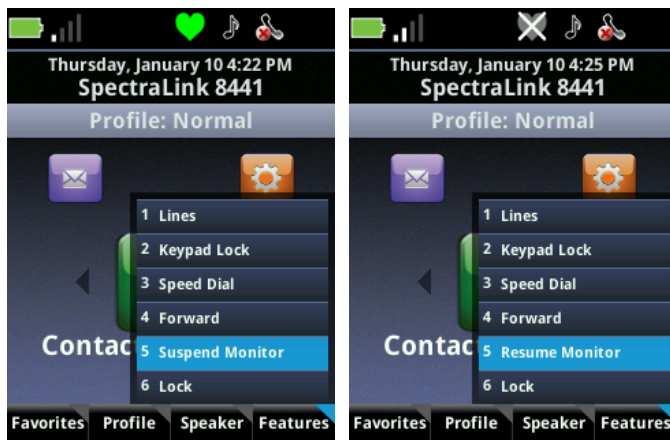 Thursday, January 10 4:22 PM
SpectraLink 8441
Profile: Normal
1 Lines
2 Keypad Lock
3 Speed Dial
4 Forward
Contac
5 Suspend Monitor
6 Lock
Favorites Profile Speaker Features
Thursday, January 10 4:25 PM
SpectraLink 8441
Profile: Normal
1 Lines
2 Keypad Lock
3 Speed Dial
4 Forward
Contac
5 Resume Monitor
6 Lock
Favorites Profile Speaker Features